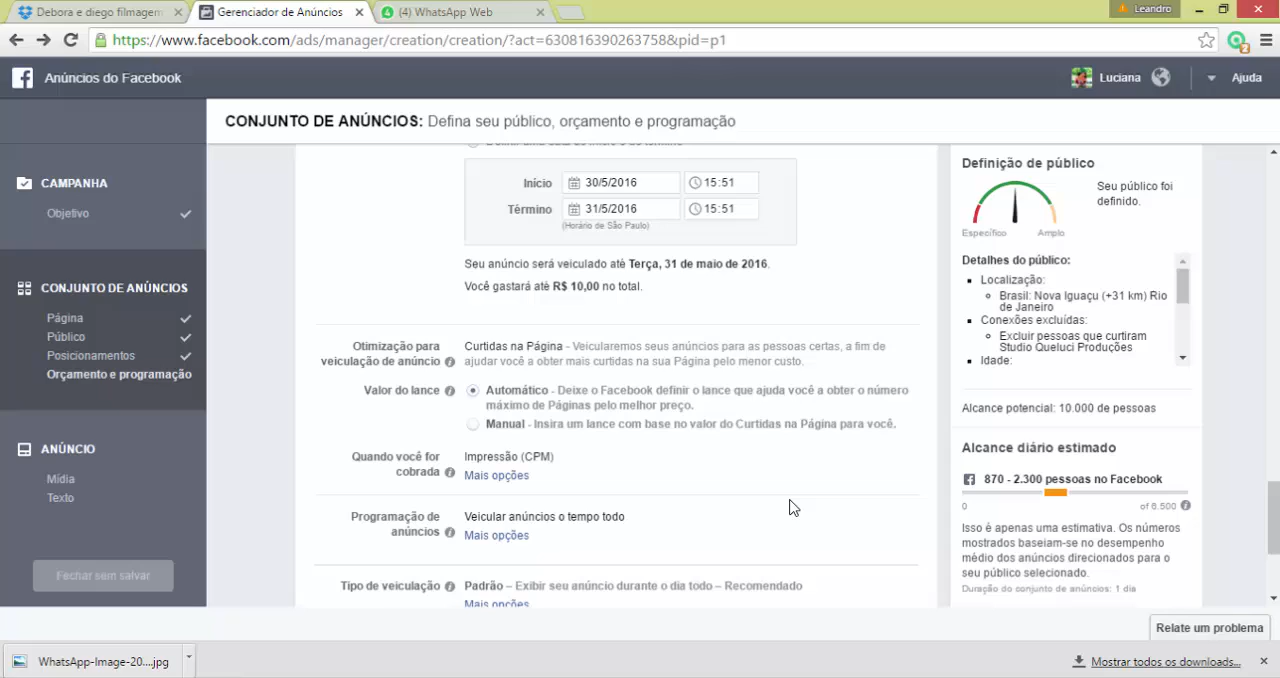 Debora e diego filmagem
Gerenciador de Anúncios
(4) WhatsApp Web
Leandro
https://www.facebook.com/ads/manager/creation/creation/?act=630816390263758&pid=p1
Anúncios do Facebook
Luciana
Ajuda
CONJUNTO DE ANÚNCIOS: Defina seu público, orçamento e programação
CAMPANHA
Objetivo
CONJUNTO DE ANÚNCIOS
Página
Público
Posicionamentos
Orçamento e programação
ANÚNCIO
Mídia
Texto
Fechar sem salvar
Início 30/5/2016 15:51
Término 31/5/2016 15:51
(Horário de São Paulo)
Seu anúncio será veiculado até Terça, 31 de maio de 2016.
Você gastará até R$ 10,00 no total.
Otimização para
veiculação de anúncio
Curtidas na Página - Veicularemos seus anúncios para as pessoas certas, a fim de
ajudar você a obter mais curtidas na sua Página pelo menor custo.
Valor do lance
Automático - Deixe o Facebook definir o lance que ajuda você a obter o número
máximo de Páginas pelo melhor preço.
Manual - Insira um lance com base no valor do Curtidas na Página para você.
Quando você for
cobrada
Impressão (CPM)
Mais opções
Programação de
anúncios
Veicular anúncios o tempo todo
Mais opções
Tipo de veiculação
Padrão – Exibir seu anúncio durante o dia todo – Recomendado
Mais opções
Definição de público
Seu público foi
definido.
Específico
Amplo
Detalhes do público:
Localização:
Brasil: Nova Iguaçu (+31 km) Rio
de Janeiro
Conexões excluídas:
Excluir pessoas que curtiram
Studio Queluci Produções
Idade:
Alcance potencial: 10.000 de pessoas
Alcance diário estimado
870 - 2.300 pessoas no Facebook
0
of 6.500
Isso é apenas uma estimativa. Os números
mostrados baseiam-se no desempenho
médio dos anúncios direcionados para o
seu público selecionado.
Duração do conjunto de anúncios: 1 dia
Relate um problema
WhatsApp-Image-20....jpg
Mostrar todos os downloads...